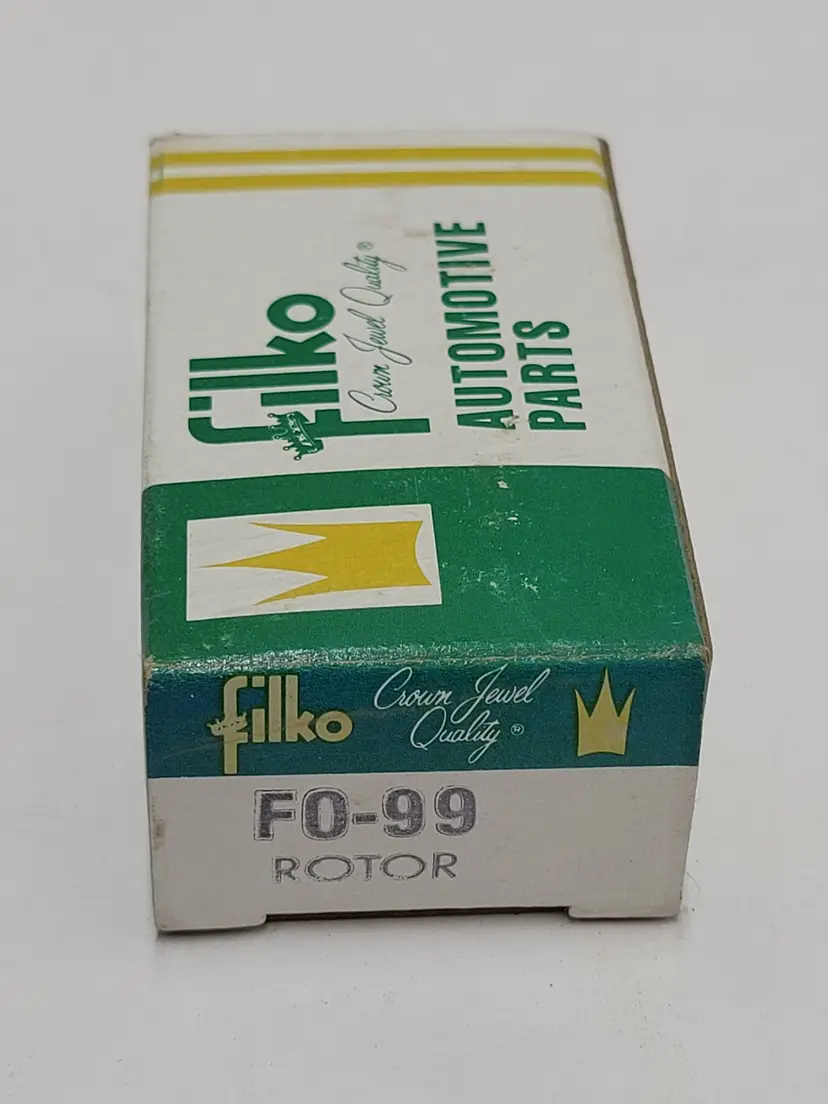 filko
Crown Jewel Quality®
AUTOMOTIVE
PARTS
filko
Crown Jewel
Quality®
FO-99
ROTOR